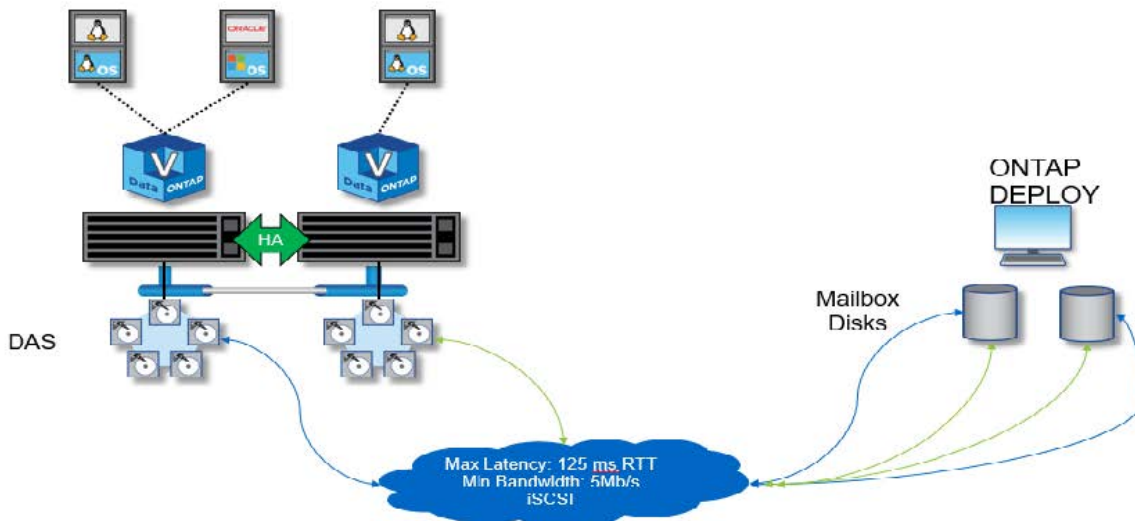 ORACLE
OS
OS
OS
V
Data ONTAP
V
Data ONTAP
HA
DAS
ONTAP
DEPLOY
Mailbox
Disks
Max Latency: 125 ms RTT
Min Bandwidth: 5Mb/s
iSCSI